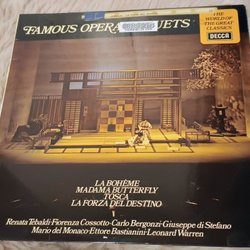 FAMOUS OPERA DUETS
THE WORLD OF
THE GREAT
CLASSICS
DECCA
LA BOHÈME
MADAMA BUTTERFLY
TOSCA
LA FORZA DEL DESTINO
Renata Tebaldi·Fiorenza Cossotto·Carlo Bergonzi·Giuseppe di Stefano
Mario del Monaco·Ettore Bastianini·Leonard Warren